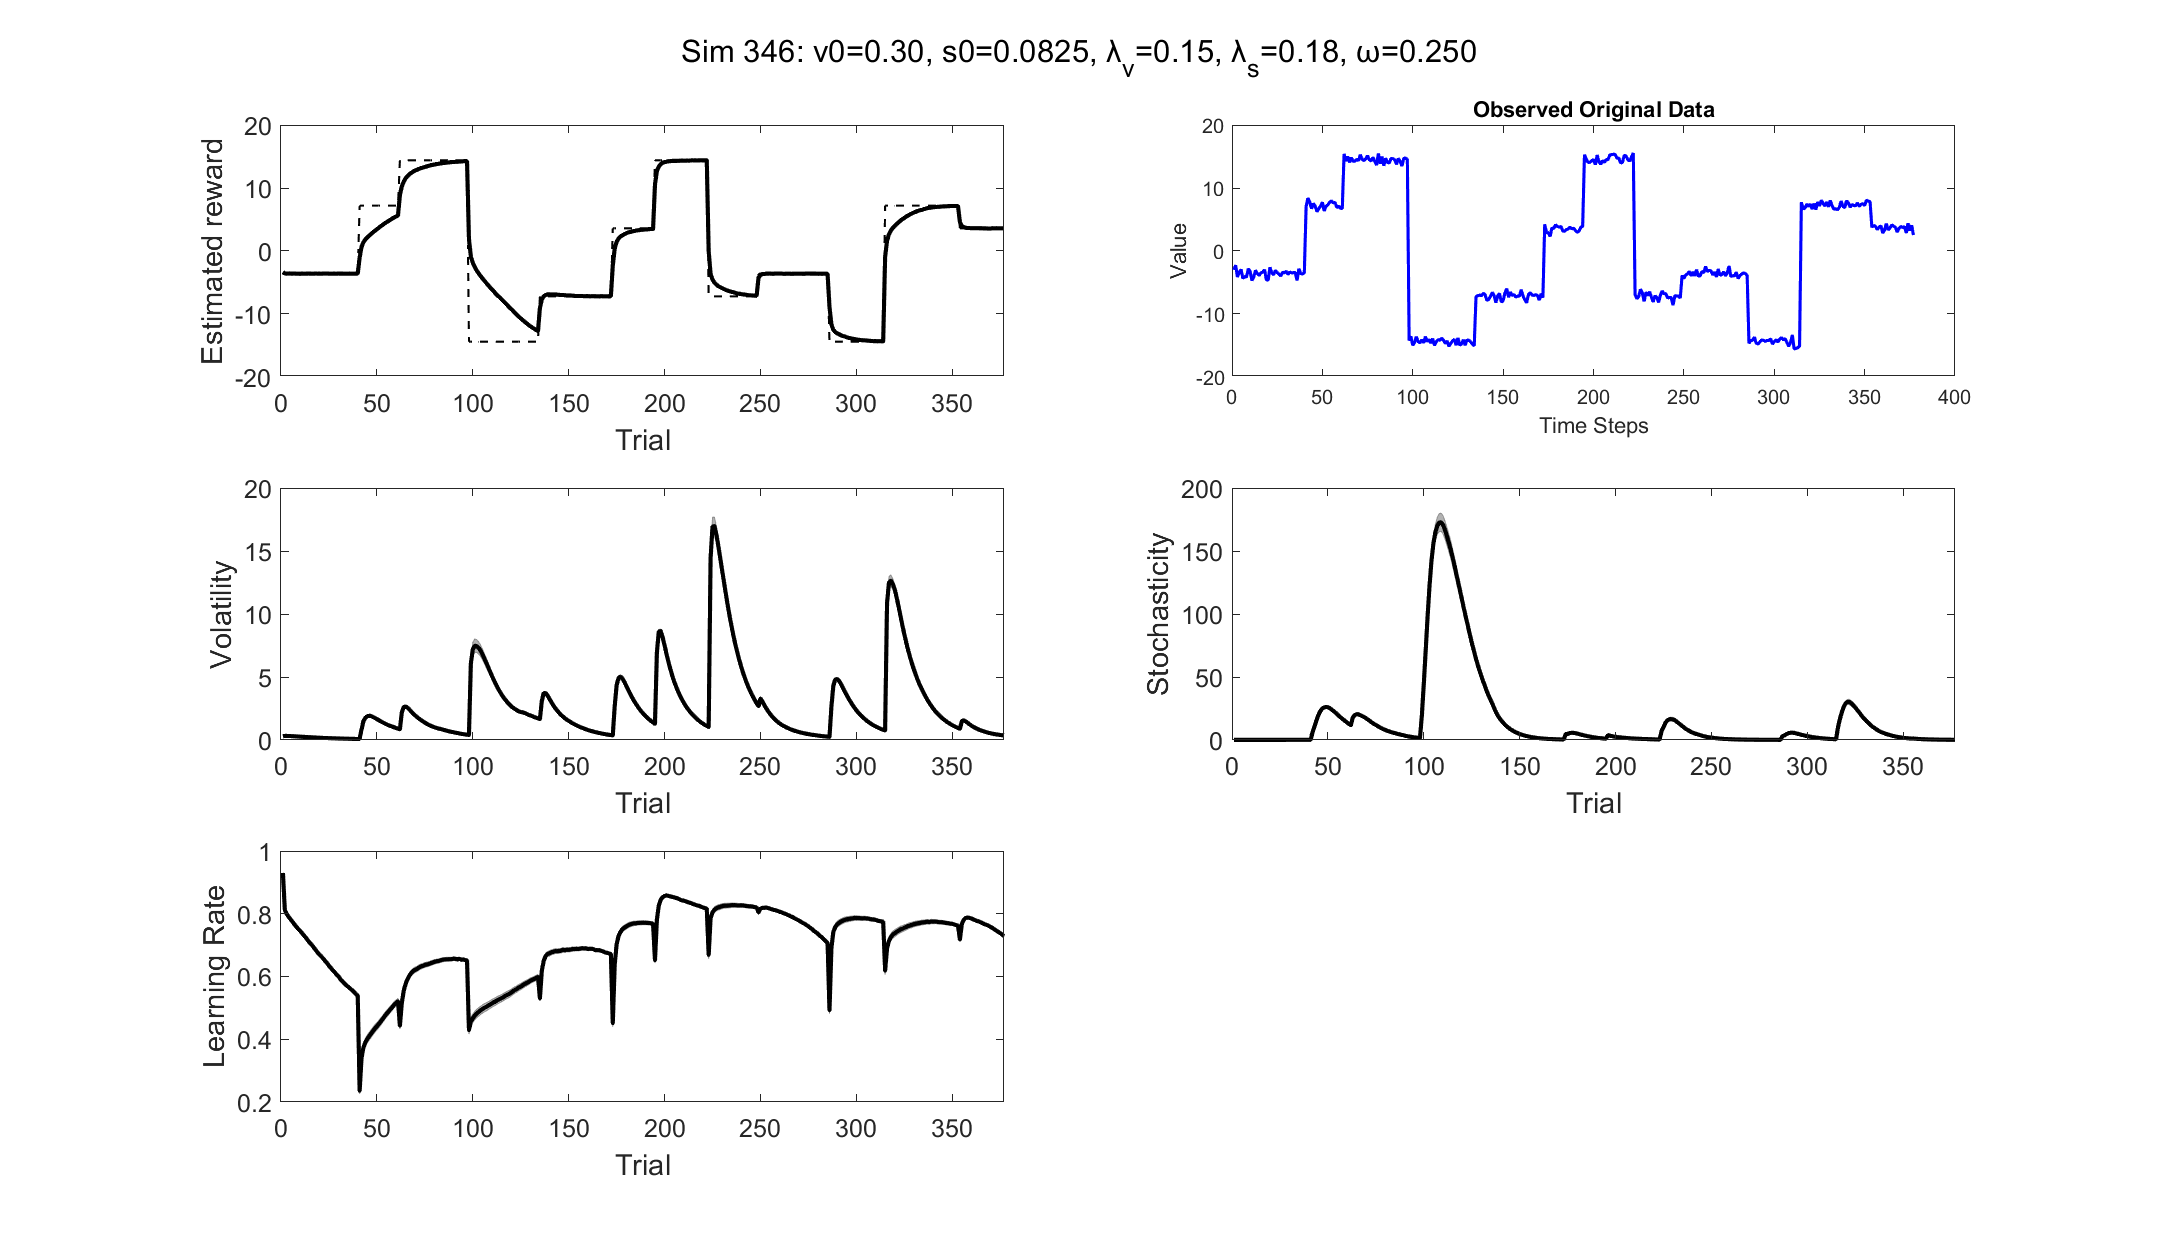 Sim 346: v0=0.30, s0=0.0825, λv=0.15, λs=0.18, ω=0.250
Estimated reward
20
10
0
-10
-20
0 50 100 150 200 250 300 350
Trial
Observed Original Data
Value
20
10
0
-10
-20
0 50 100 150 200 250 300 350 400
Time Steps
Volatility
20
15
10
5
0
0 50 100 150 200 250 300 350
Trial
Stochasticity
200
150
100
50
0
0 50 100 150 200 250 300 350
Trial
Learning Rate
1
0.8
0.6
0.4
0.2
0 50 100 150 200 250 300 350
Trial